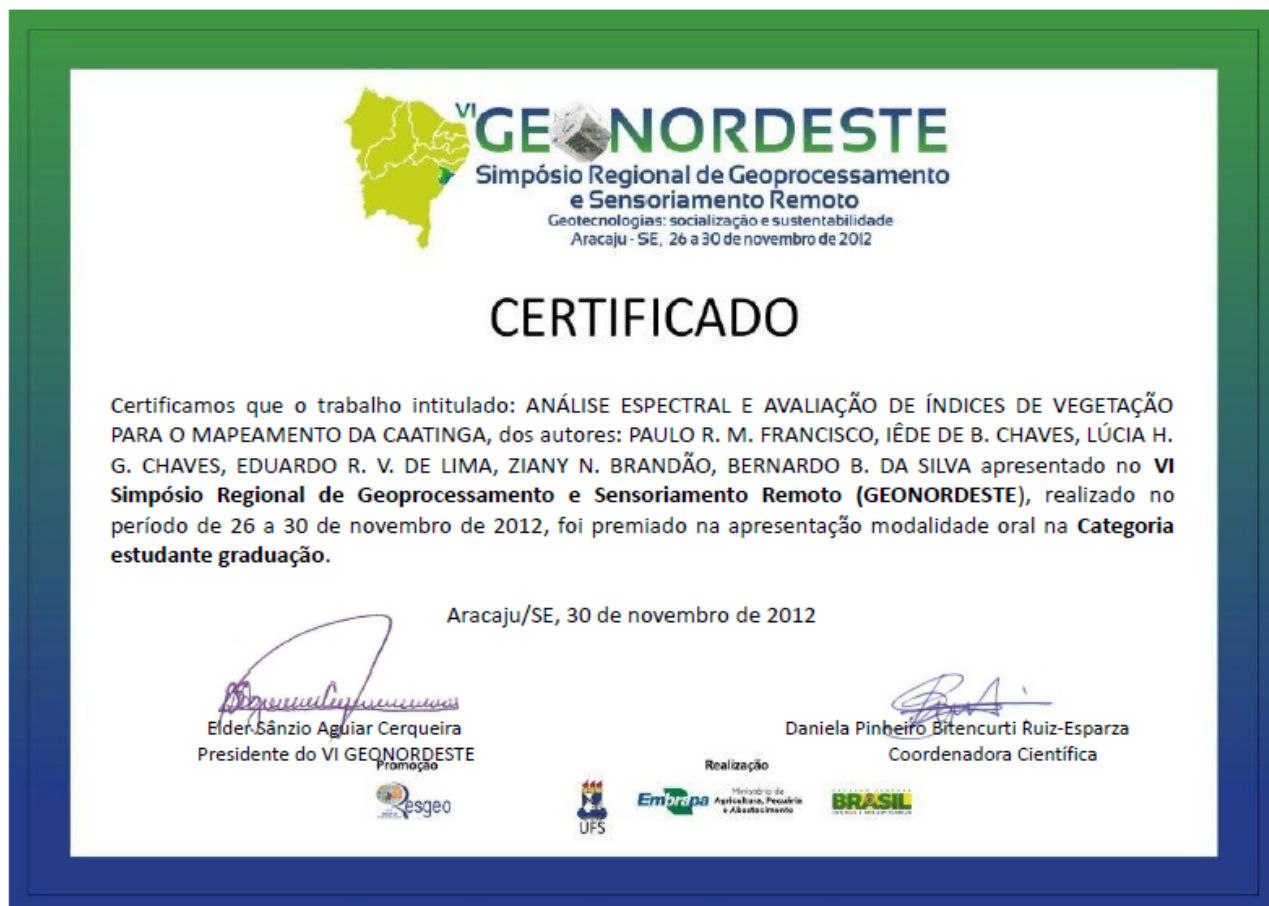 VI GEONORDESTE
Simpósio Regional de Geoprocessamento
e Sensoriamento Remoto
Geotecnologias: socialização e sustentabilidade
Aracaju - SE, 26 a 30 de novembro de 2012
CERTIFICADO
Certificamos que o trabalho intitulado: ANÁLISE ESPECTRAL E AVALIAÇÃO DE ÍNDICES DE VEGETAÇÃO
PARA O MAPEAMENTO DA CAATINGA, dos autores: PAULO R. M. FRANCISCO, IÊDE DE B. CHAVES, LÚCIA H.
G. CHAVES, EDUARDO R. V. DE LIMA, ZIANY N. BRANDÃO, BERNARDO B. DA SILVA apresentado no VI
Simpósio Regional de Geoprocessamento e Sensoriamento Remoto (GEONORDESTE), realizado no
período de 26 a 30 de novembro de 2012, foi premiado na apresentação modalidade oral na Categoria
estudante graduação.
Aracaju/SE, 30 de novembro de 2012
Elder Sânzio Aguiar Cerqueira
Presidente do VI GEONORDESTE
Daniela Pinheiro Bitencurti Ruiz-Esparza
Coordenadora Científica
Promoção
Realização
Resgeo
UFS
Embrapa
Ministério da
Agricultura, Pecuária
e Abastecimento
BRASIL